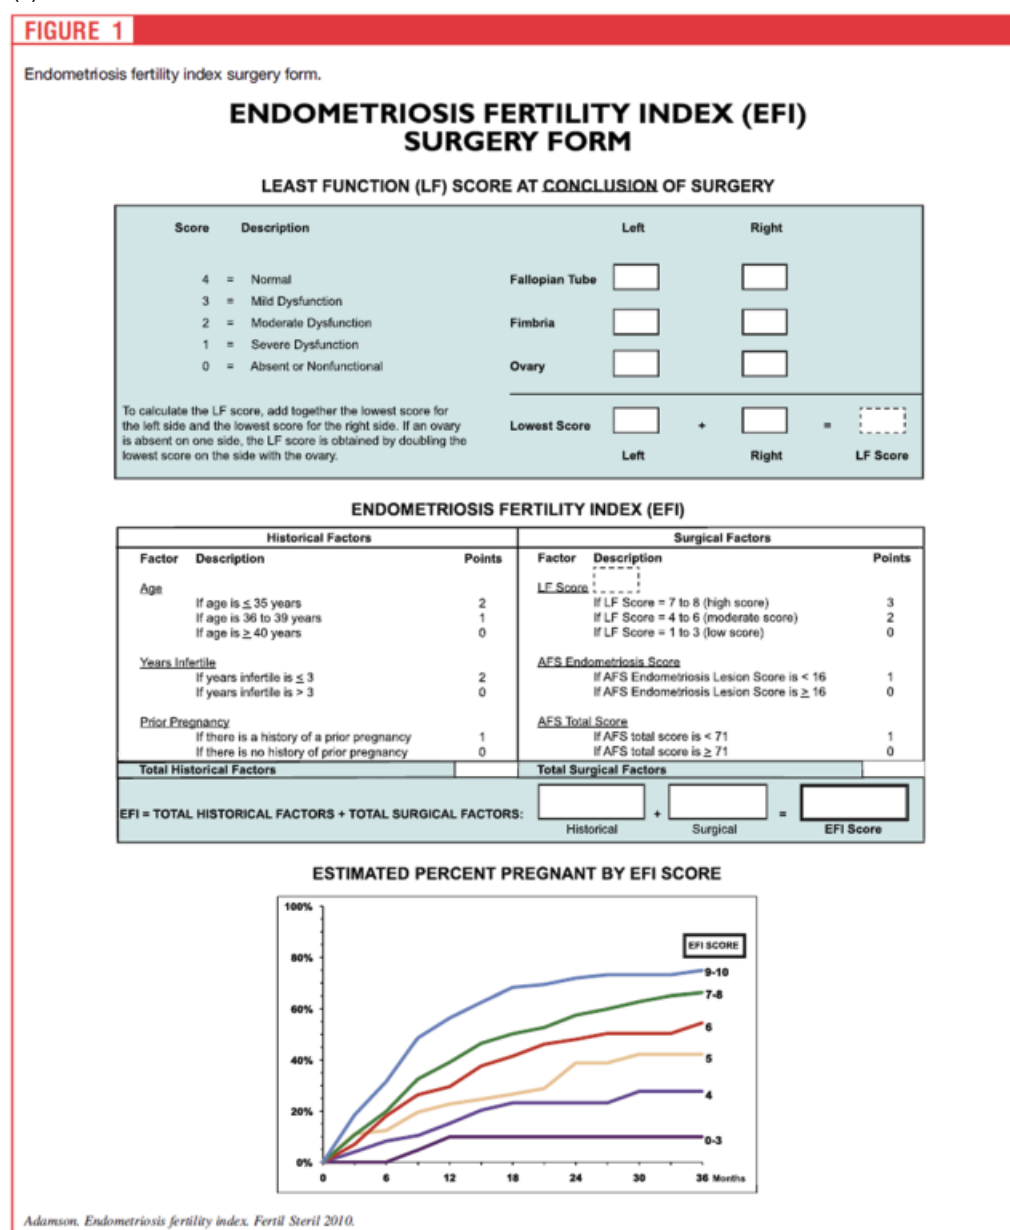 FIGURE 1
Endometriosis fertility index surgery form.
ENDOMETRIOSIS FERTILITY INDEX (EFI)
SURGERY FORM
LEAST FUNCTION (LF) SCORE AT CONCLUSION OF SURGERY
Score Description Left Right
4 = Normal Fallopian Tube
3 = Mild Dysfunction
2 = Moderate Dysfunction Fimbria
1 = Severe Dysfunction
0 = Absent or Nonfunctional Ovary
To calculate the LF score, add together the lowest score for
the left side and the lowest score for the right side. If an ovary
is absent on one side, the LF score is obtained by doubling the
lowest score on the side with the ovary.
Lowest Score + =
Left Right LF Score
ENDOMETRIOSIS FERTILITY INDEX (EFI)
Historical Factors
Factor Description Points
Age
If age is ≤ 35 years 2
If age is 36 to 39 years 1
If age is ≥ 40 years 0
Years Infertile
If years infertile is ≤ 3 2
If years infertile is > 3 0
Prior Pregnancy
If there is a history of a prior pregnancy 1
If there is no history of prior pregnancy 0
Total Historical Factors
Surgical Factors
Factor Description Points
LF Score
If LF Score = 7 to 8 (high score) 3
If LF Score = 4 to 6 (moderate score) 2
If LF Score = 1 to 3 (low score) 0
AFS Endometriosis Score
If AFS Endometriosis Lesion Score is < 16 1
If AFS Endometriosis Lesion Score is ≥ 16 0
AFS Total Score
If AFS total score is < 71 1
If AFS total score is ≥ 71 0
Total Surgical Factors
EFI = TOTAL HISTORICAL FACTORS + TOTAL SURGICAL FACTORS: + =
Historical Surgical EFI Score
ESTIMATED PERCENT PREGNANT BY EFI SCORE
100%
80%
60%
40%
20%
0%
EFI SCORE
9-10
7-8
6
5
4
0-3
0 6 12 18 24 30 36 Months
Adamson. Endometriosis fertility index. Fertil Steril 2010.